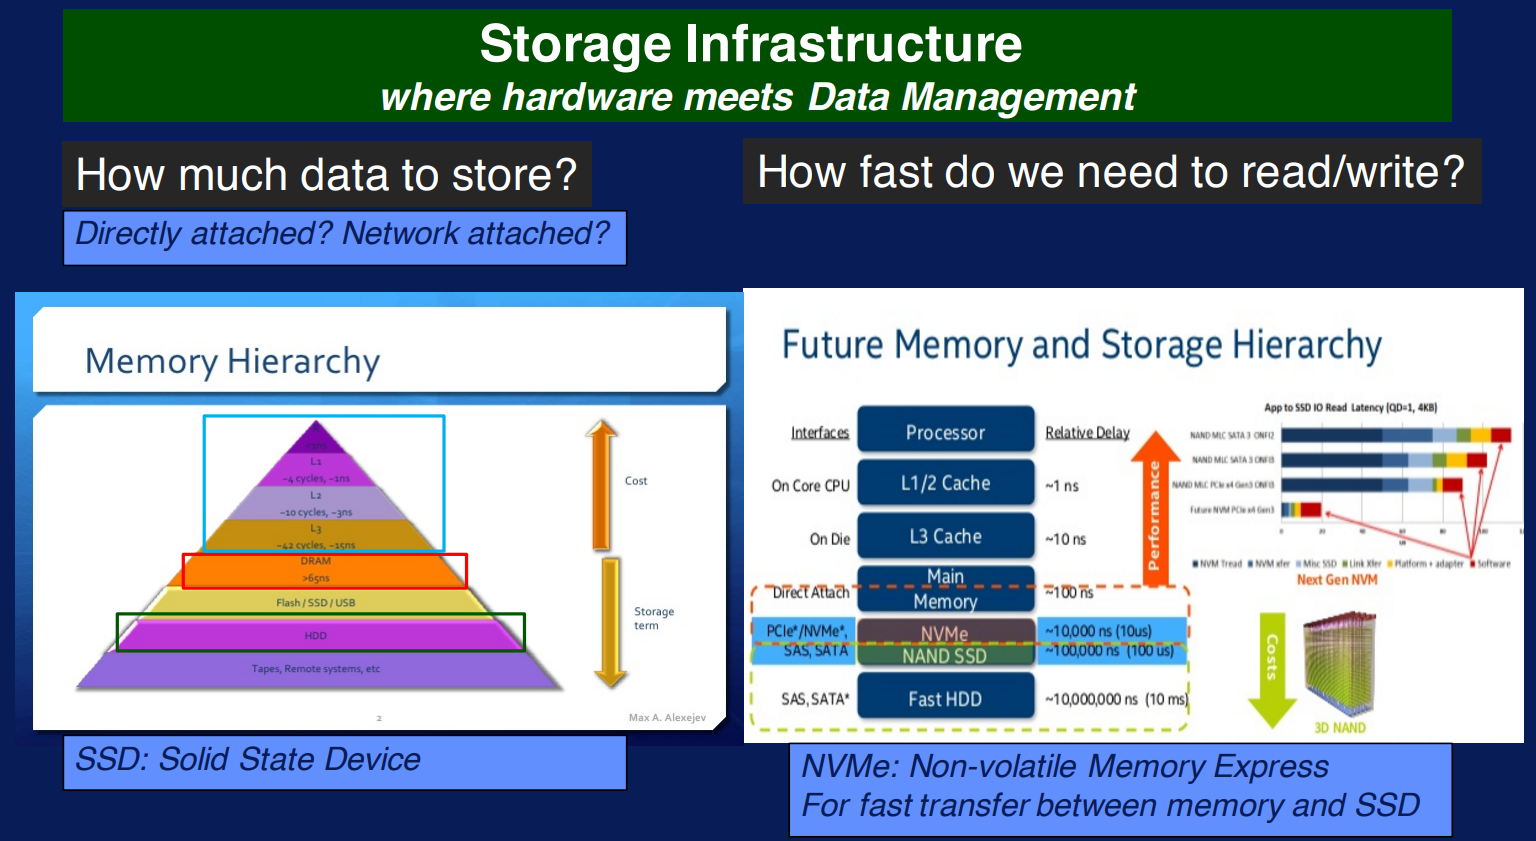 Storage Infrastructure
where hardware meets Data Management
How much data to store?
Directly attached? Network attached?
How fast do we need to read/write?
Memory Hierarchy
L1
~4 cycles, ~1ns
L2
~10 cycles, ~3ns
L3
~42 cycles, ~15ns
DRAM
>65ns
Flash / SSD / USB
HDD
Tapes, Remote systems, etc
Cost
Storage
term
2
Max A. Alexejev
SSD: Solid State Device
Future Memory and Storage Hierarchy
Interfaces
Processor
Relative Delay
On Core CPU
L1/2 Cache
~1 ns
On Die
L3 Cache
~10 ns
Direct Attach
Main
Memory
~100 ns
PCIe*/NVMe*,
NVMe
~10,000 ns (10us)
SAS, SATA
NAND SSD
~100,000 ns (100 us)
SAS, SATA*
Fast HDD
~10,000,000 ns (10 ms)
Performance
App to SSD IO Read Latency (QD=1, 4KB)
NAND MLC SATA 3 ONFI2
NAND MLC SATA 3 ONFI3
NAND MLC PCIe x4 Gen3 ONFI3
Future NVM PCIe x4 Gen3
0
20
40
60
80
100
us
NVM Tread
NVM xfer
Misc SSD
Link Xfer
Platform + adapter
Software
Next Gen NVM
Costs
3D NAND
NVMe: Non-volatile Memory Express
For fast transfer between memory and SSD